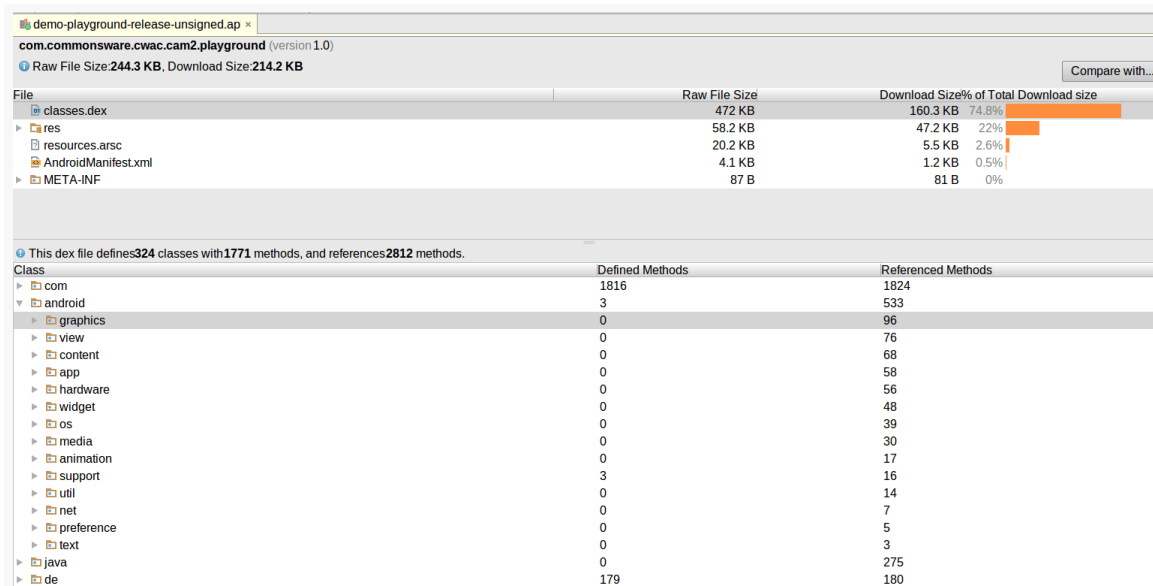 demo-playground-release-unsigned.ap ×
com.commonsware.cwac.cam2.playground (version 1.0)
Raw File Size:244.3 KB, Download Size:214.2 KB
Compare with...
File Raw File Size Download Size% of Total Download size
classes.dex 472 KB 160.3 KB 74.8%
res 58.2 KB 47.2 KB 22%
resources.arsc 20.2 KB 5.5 KB 2.6%
AndroidManifest.xml 4.1 KB 1.2 KB 0.5%
META-INF 87 B 81 B 0%
This dex file defines324 classes with1771 methods, and references2812 methods.
Class Defined Methods Referenced Methods
com 1816 1824
android 3 533
graphics 0 96
view 0 76
content 0 68
app 0 58
hardware 0 56
widget 0 48
os 0 39
media 0 30
animation 0 17
support 3 16
util 0 14
net 0 7
preference 0 5
text 0 3
java 0 275
de 179 180